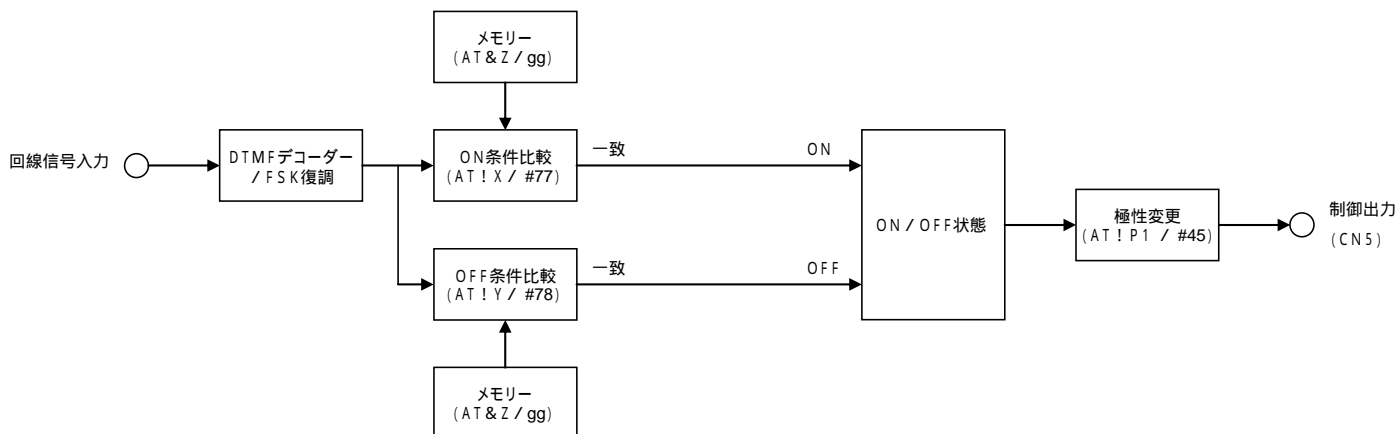 メモリー
(AT&Z/gg)
回線信号入力
DTMFデコーダー
/FSK復調
ON条件比較
(AT!X/ #77)
一致
ON
ON/OFF状態
極性変更
(AT!P1 / #45)
制御出力
(CN5)
OFF条件比較
(AT!Y/ #78)
一致
OFF
メモリー
(AT&Z/gg)